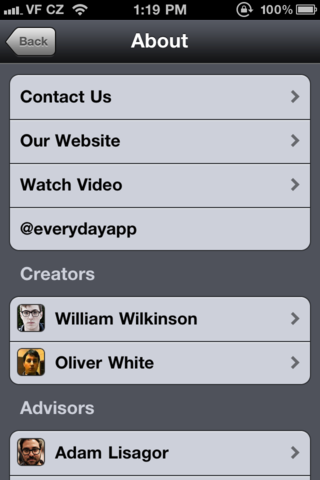 VF CZ 1:19 PM 100%
Back About
Contact Us
Our Website
Watch Video
@everydayapp
Creators
William Wilkinson
Oliver White
Advisors
Adam Lisagor